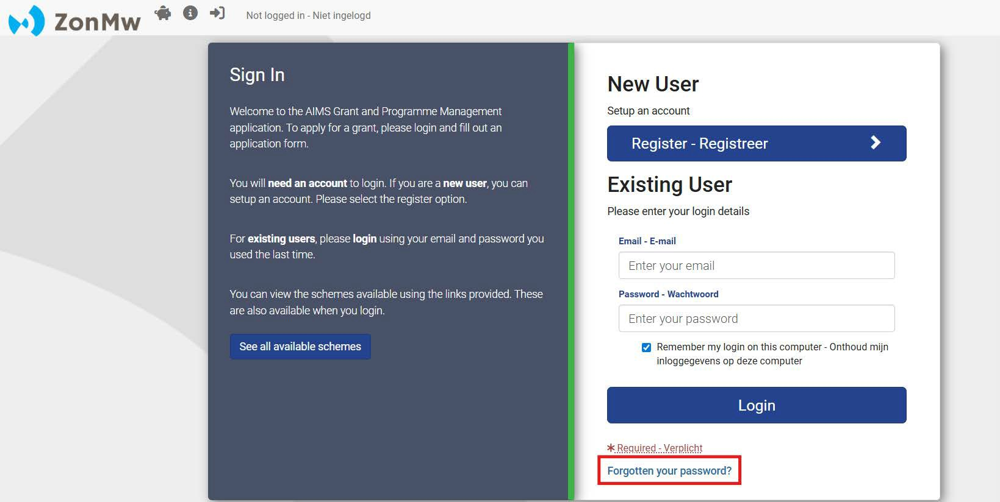 ZonMw
Not logged in - Niet ingelogd
Sign In
Welcome to the AIMS Grant and Programme Management
application. To apply for a grant, please login and fill out an
application form.
You will need an account to login. If you are a new user, you can
setup an account. Please select the register option.
For existing users, please login using your email and password you
used the last time.
You can view the schemes available using the links provided. These
are also available when you login.
See all available schemes
New User
Setup an account
Register - Registreer
Existing User
Please enter your login details
Email - E-mail
Enter your email
Password - Wachtwoord
Enter your password
Remember my login on this computer - Onthoud mijn
inloggegevens op deze computer
Login
* Required - Verplicht
Forgotten your password?